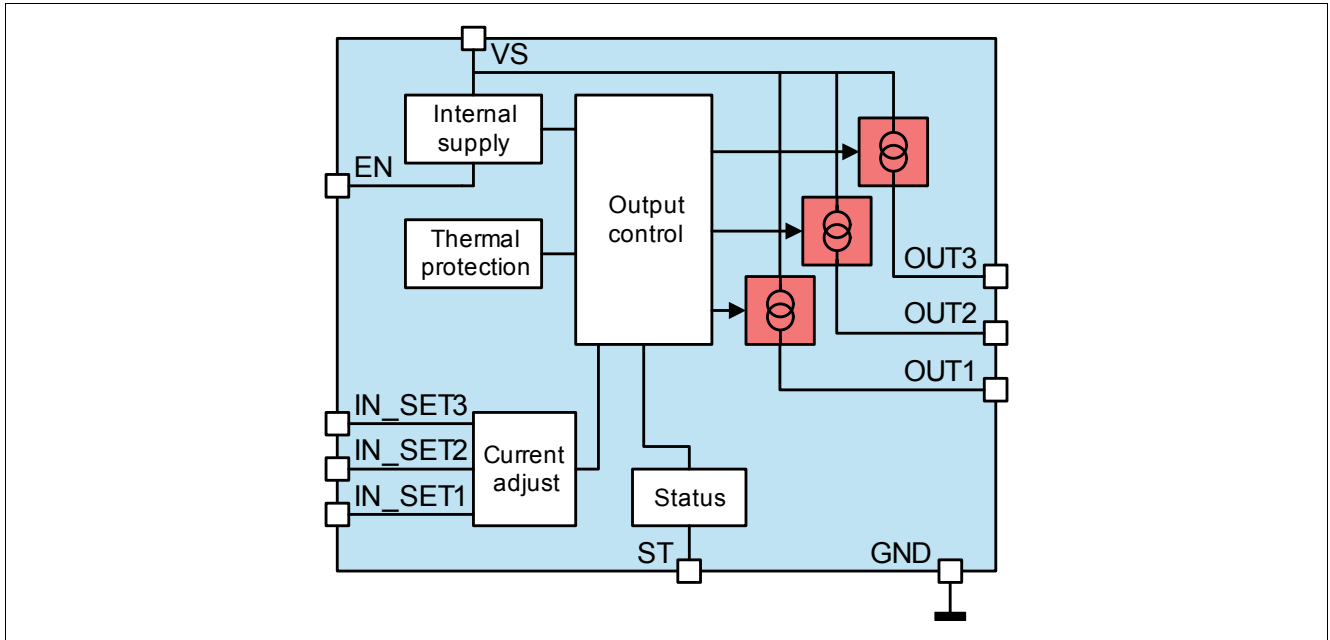 VS
Internal
supply
EN
Output
control
Thermal
protection
OUT3
OUT2
OUT1
IN_SET3
IN_SET2
IN_SET1
Current
adjust
Status
ST
GND